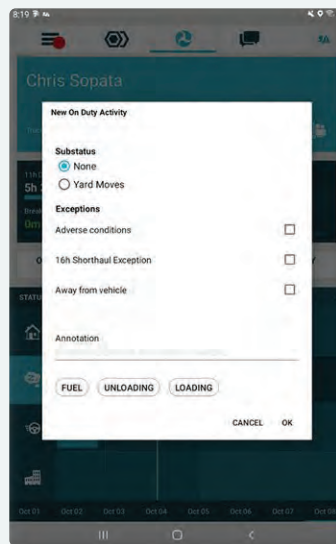 8:19
Chris Sopata
New On Duty Activity
Substatus
None
Yard Moves
Exceptions
Adverse conditions
16h Shorthaul Exception
Away from vehicle
Annotation
FUEL UNLOADING LOADING
CANCEL OK
Oct 01 Oct 02 Oct 03 Oct 04 Oct 05 Oct 06 Oct 07 Oct 08